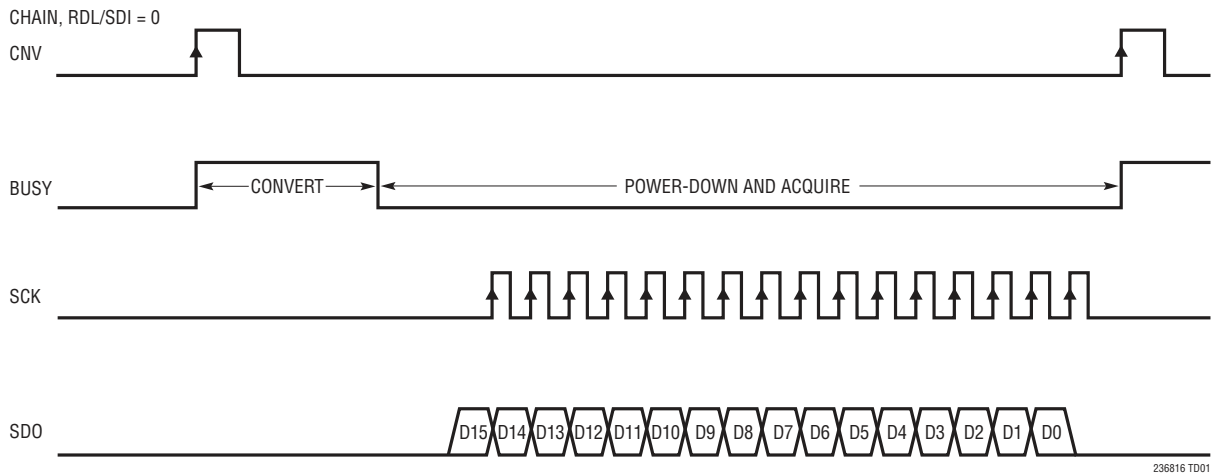 CHAIN, RDL/SDI = 0
CNV
BUSY
CONVERT
POWER-DOWN AND ACQUIRE
SCK
SDO
D15 D14 D13 D12 D11 D10 D9 D8 D7 D6 D5 D4 D3 D2 D1 D0
236816 TD01